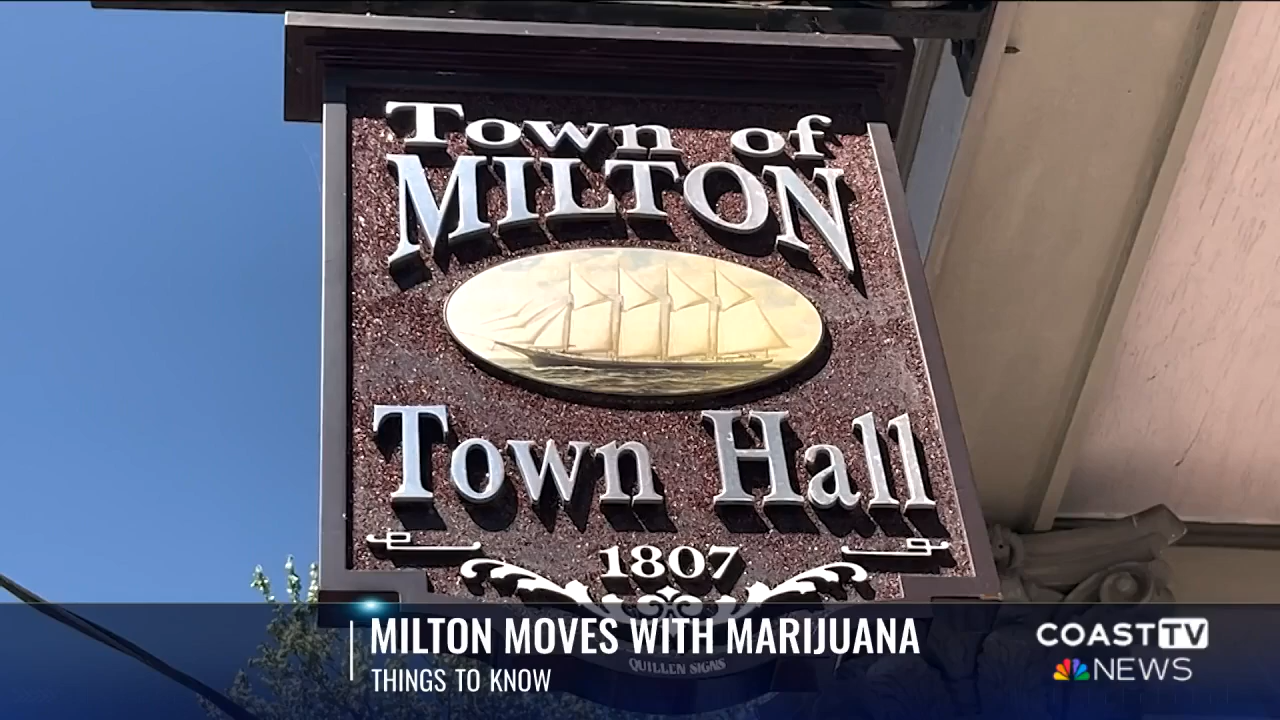 Town of
MILTON
Town Hall
1807
QUILLEN SIGNS
MILTON MOVES WITH MARIJUANA
THINGS TO KNOW
COAST TV
NEWS